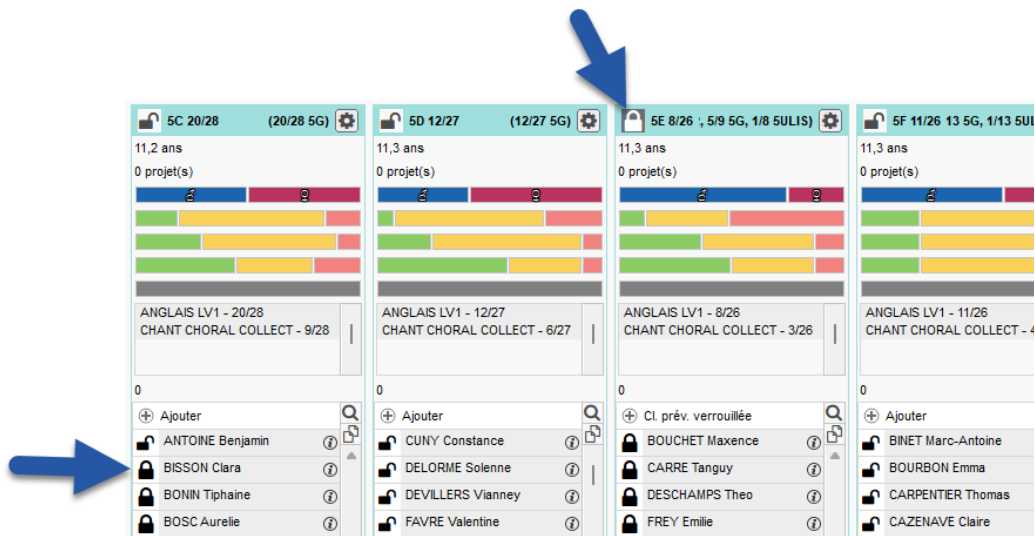 5C 20/28 (20/28 5G)
11,2 ans
0 projet(s)
ANGLAIS LV1 - 20/28
CHANT CHORAL COLLECT - 9/28
0
Ajouter
ANTOINE Benjamin
BISSON Clara
BONIN Tiphaine
BOSC Aurelie
5D 12/27 (12/27 5G)
11,3 ans
0 projet(s)
ANGLAIS LV1 - 12/27
CHANT CHORAL COLLECT - 6/27
0
Ajouter
CUNY Constance
DELORME Solenne
DEVILLERS Vianney
FAVRE Valentine
5E 8/26 , 5/9 5G, 1/8 5ULIS)
11,3 ans
0 projet(s)
ANGLAIS LV1 - 8/26
CHANT CHORAL COLLECT - 3/26
0
Cl. prév. verrouillée
BOUCHET Maxence
CARRE Tanguy
DESCHAMPS Theo
FREY Emilie
5F 11/26 13 5G, 1/13 5UL
11,3 ans
0 projet(s)
ANGLAIS LV1 - 11/26
CHANT CHORAL COLLECT - 4
0
Ajouter
BINET Marc-Antoine
BOURBON Emma
CARPENTIER Thomas
CAZENAVE Claire